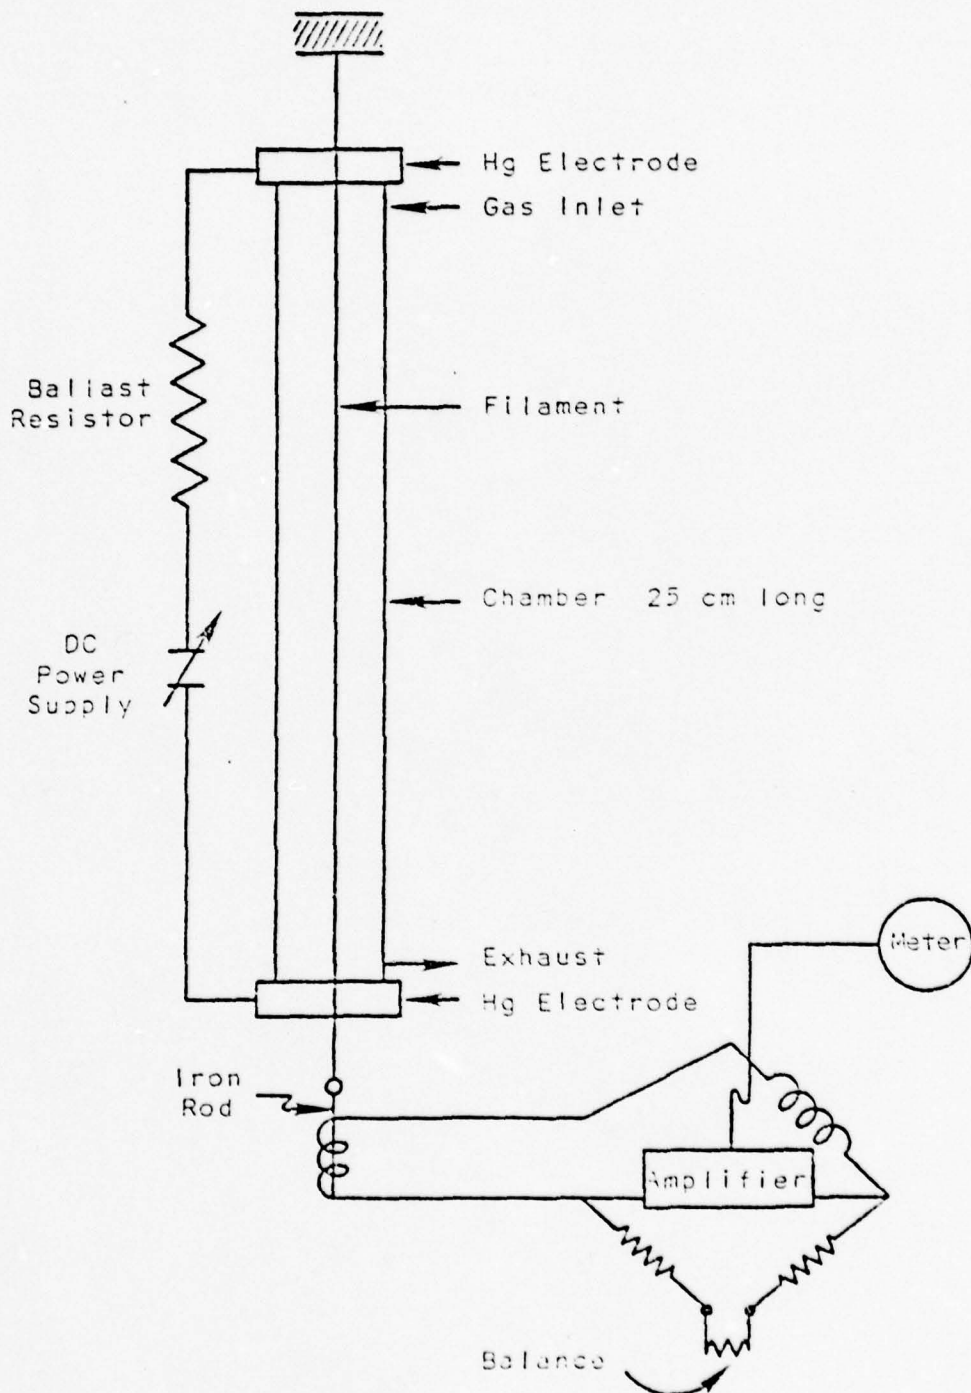 Hg Electrode
Gas Inlet
Ballast
Resistor
Filament
Chamber 25 cm long
DC
Power
Supply
Meter
Exhaust
Hg Electrode
Iron
Rod
Amplifier
Balance